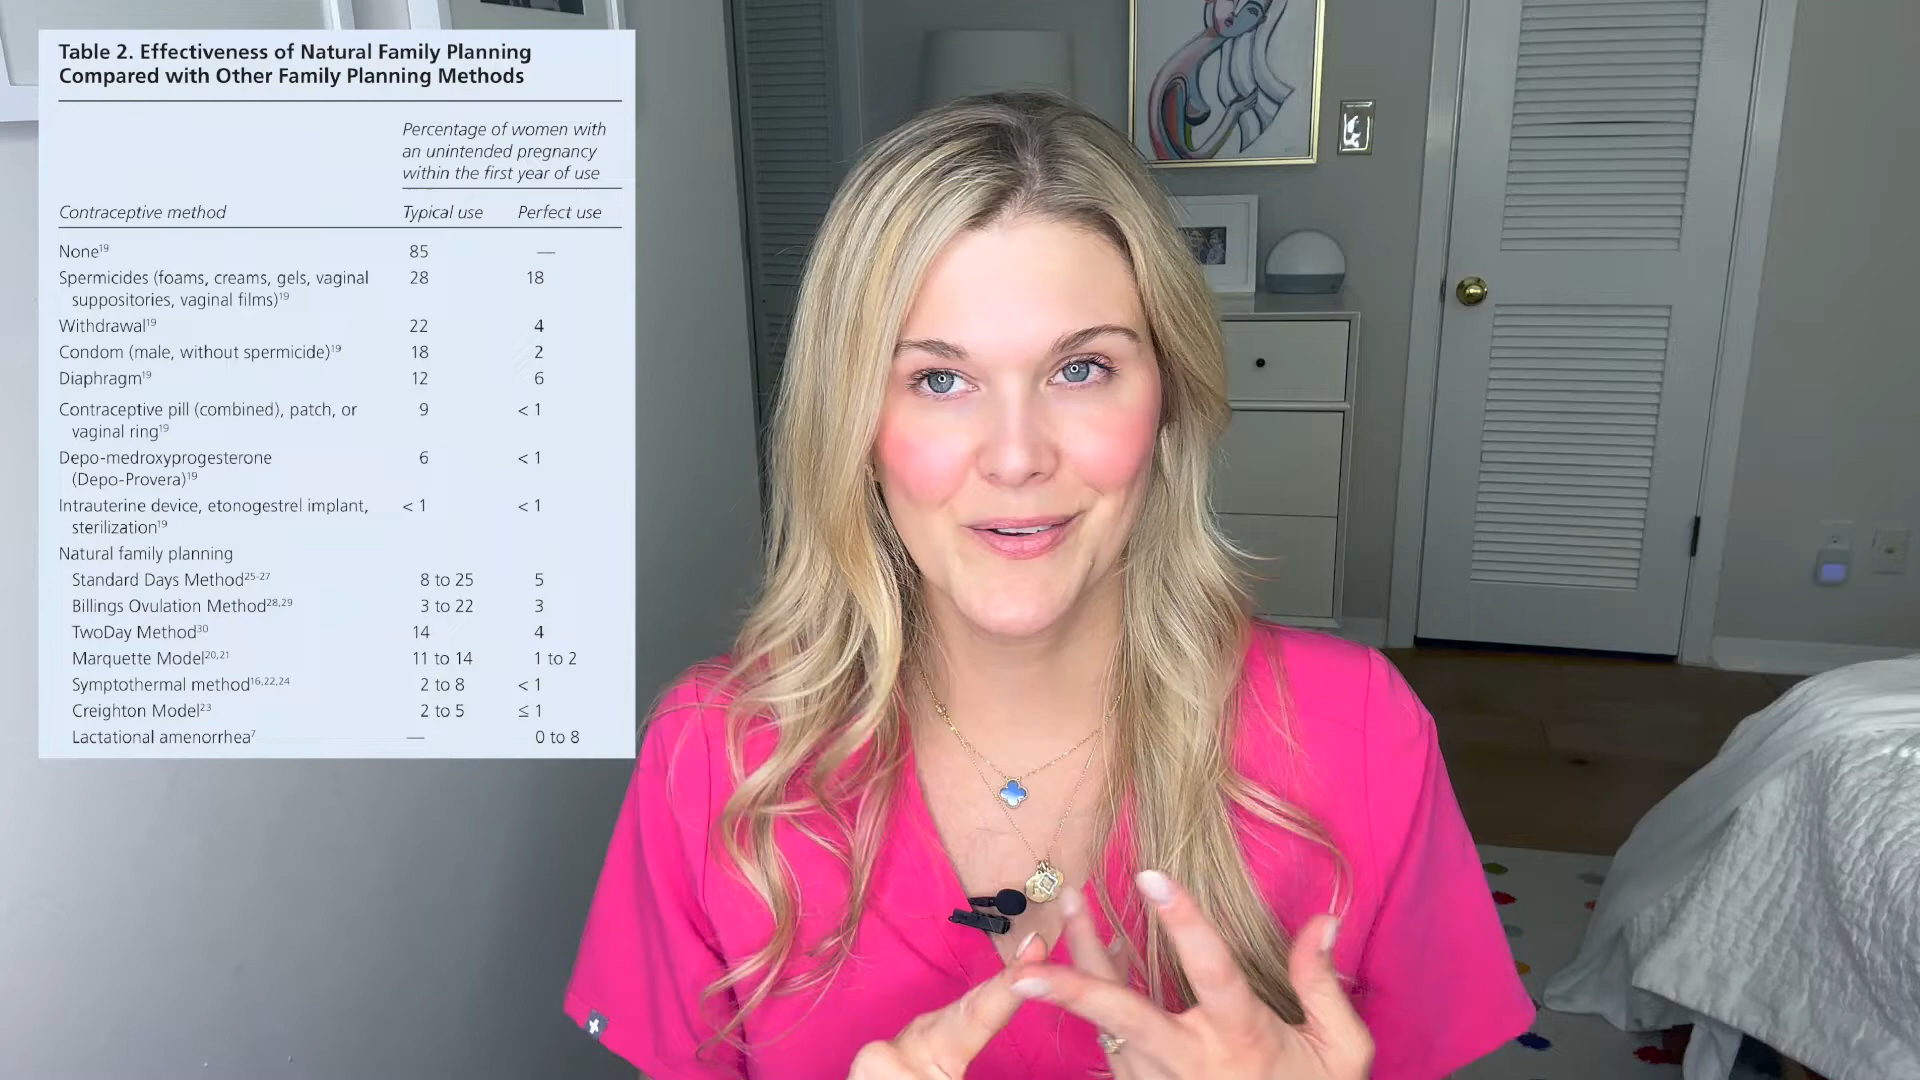 Table 2. Effectiveness of Natural Family Planning
Compared with Other Family Planning Methods
Percentage of women with
an unintended pregnancy
within the first year of use
Contraceptive method Typical use Perfect use
None19 85 —
Spermicides (foams, creams, gels, vaginal 28 18
suppositories, vaginal films)19
Withdrawal19 22 4
Condom (male, without spermicide)19 18 2
Diaphragm19 12 6
Contraceptive pill (combined), patch, or 9 < 1
vaginal ring19
Depo-medroxyprogesterone 6 < 1
(Depo-Provera)19
Intrauterine device, etonogestrel implant, < 1 < 1
sterilization19
Natural family planning
Standard Days Method25-27 8 to 25 5
Billings Ovulation Method28,29 3 to 22 3
TwoDay Method30 14 4
Marquette Model20,21 11 to 14 1 to 2
Symptothermal method16,22,24 2 to 8 < 1
Creighton Model23 2 to 5 ≤ 1
Lactational amenorrhea7 — 0 to 8